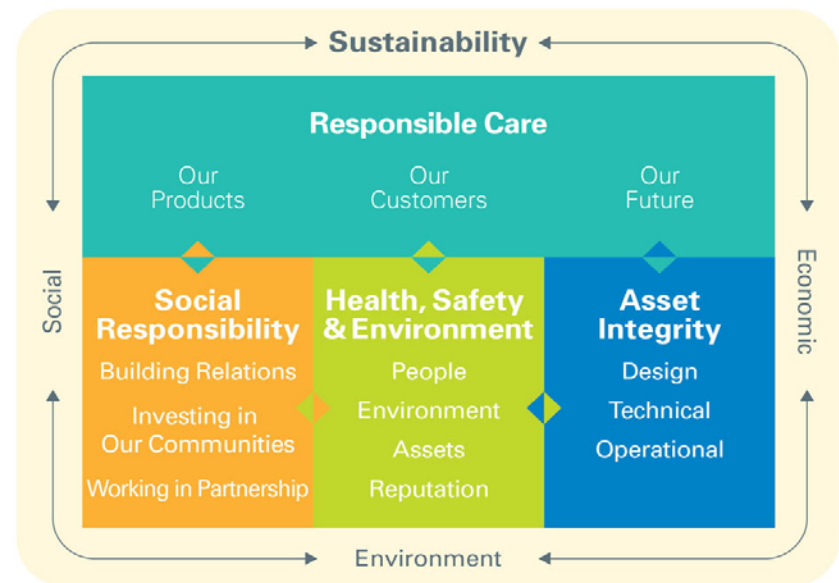 Sustainability
Responsible Care
Our
Products
Our
Customers
Our
Future
Social
Economic
Social
Responsibility
Building Relations
Investing in
Our Communities
Working in Partnership
Health, Safety
& Environment
People
Environment
Assets
Reputation
Asset
Integrity
Design
Technical
Operational
Environment